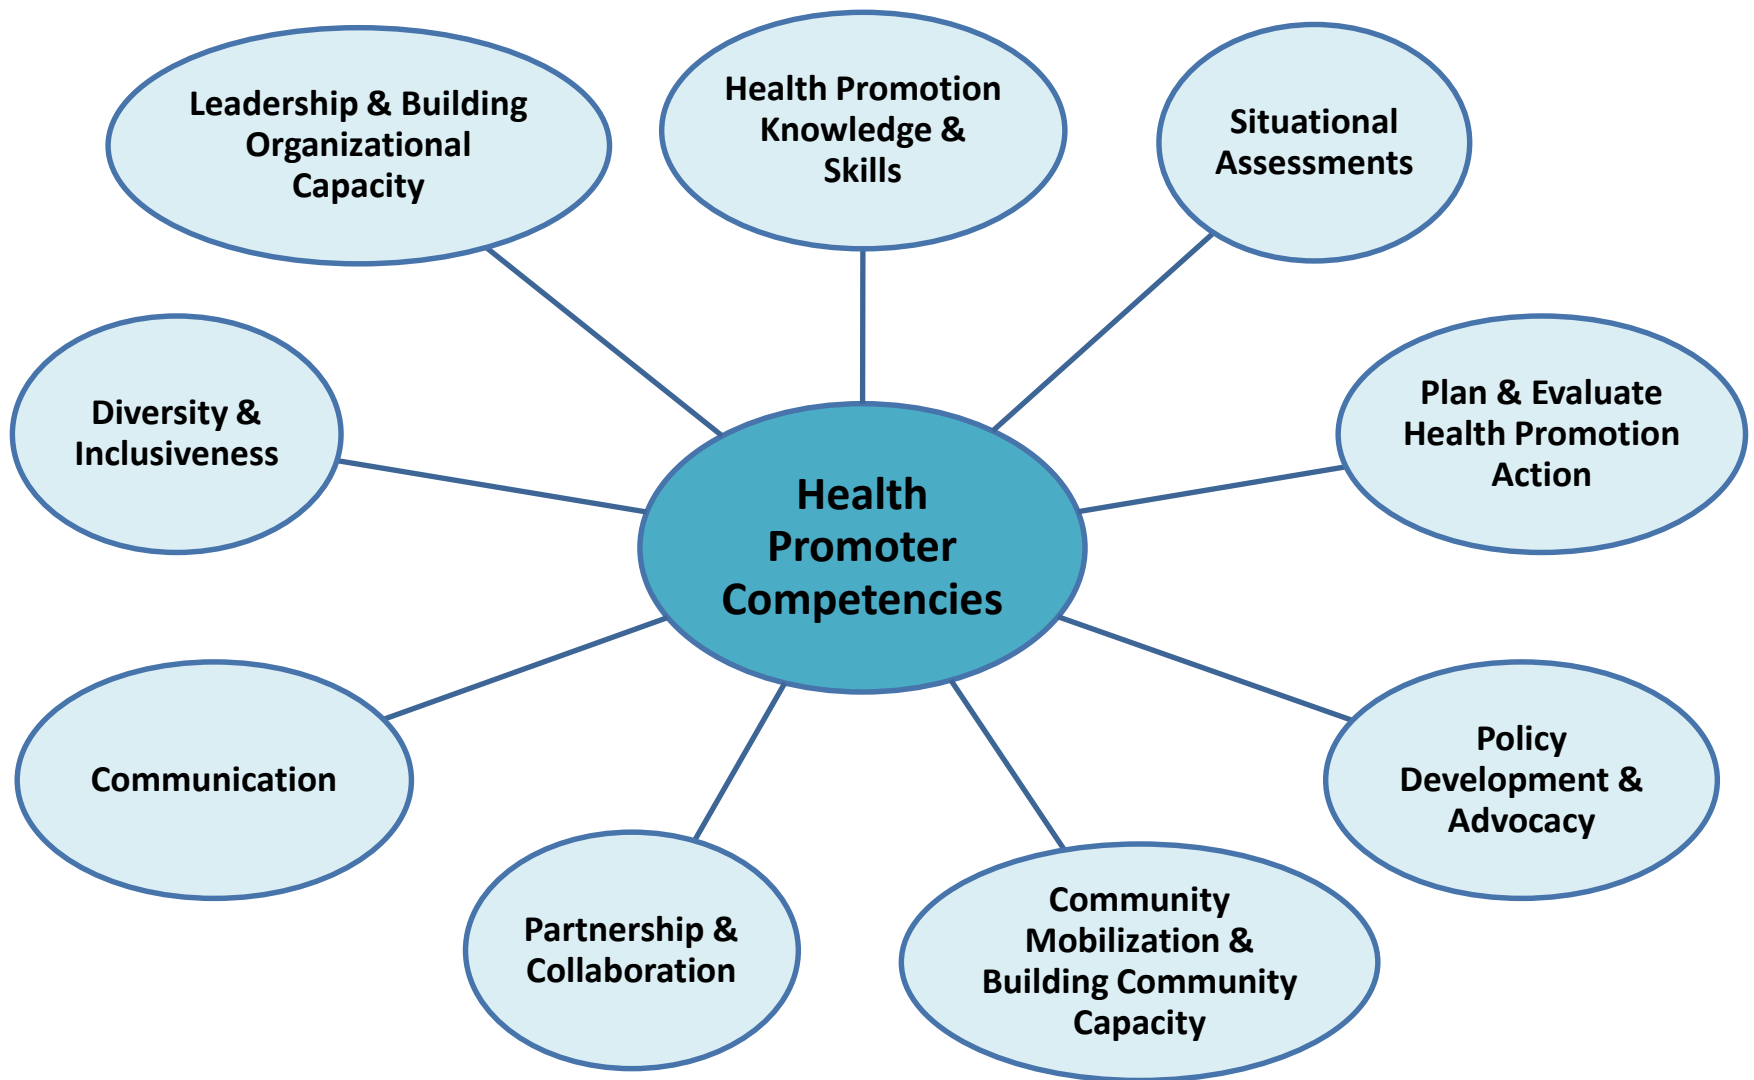 Leadership & Building
Organizational
Capacity
Health Promotion
Knowledge &
Skills
Situational
Assessments
Diversity &
Inclusiveness
Plan & Evaluate
Health Promotion
Action
Health
Promoter
Competencies
Communication
Policy
Development &
Advocacy
Partnership &
Collaboration
Community
Mobilization &
Building Community
Capacity